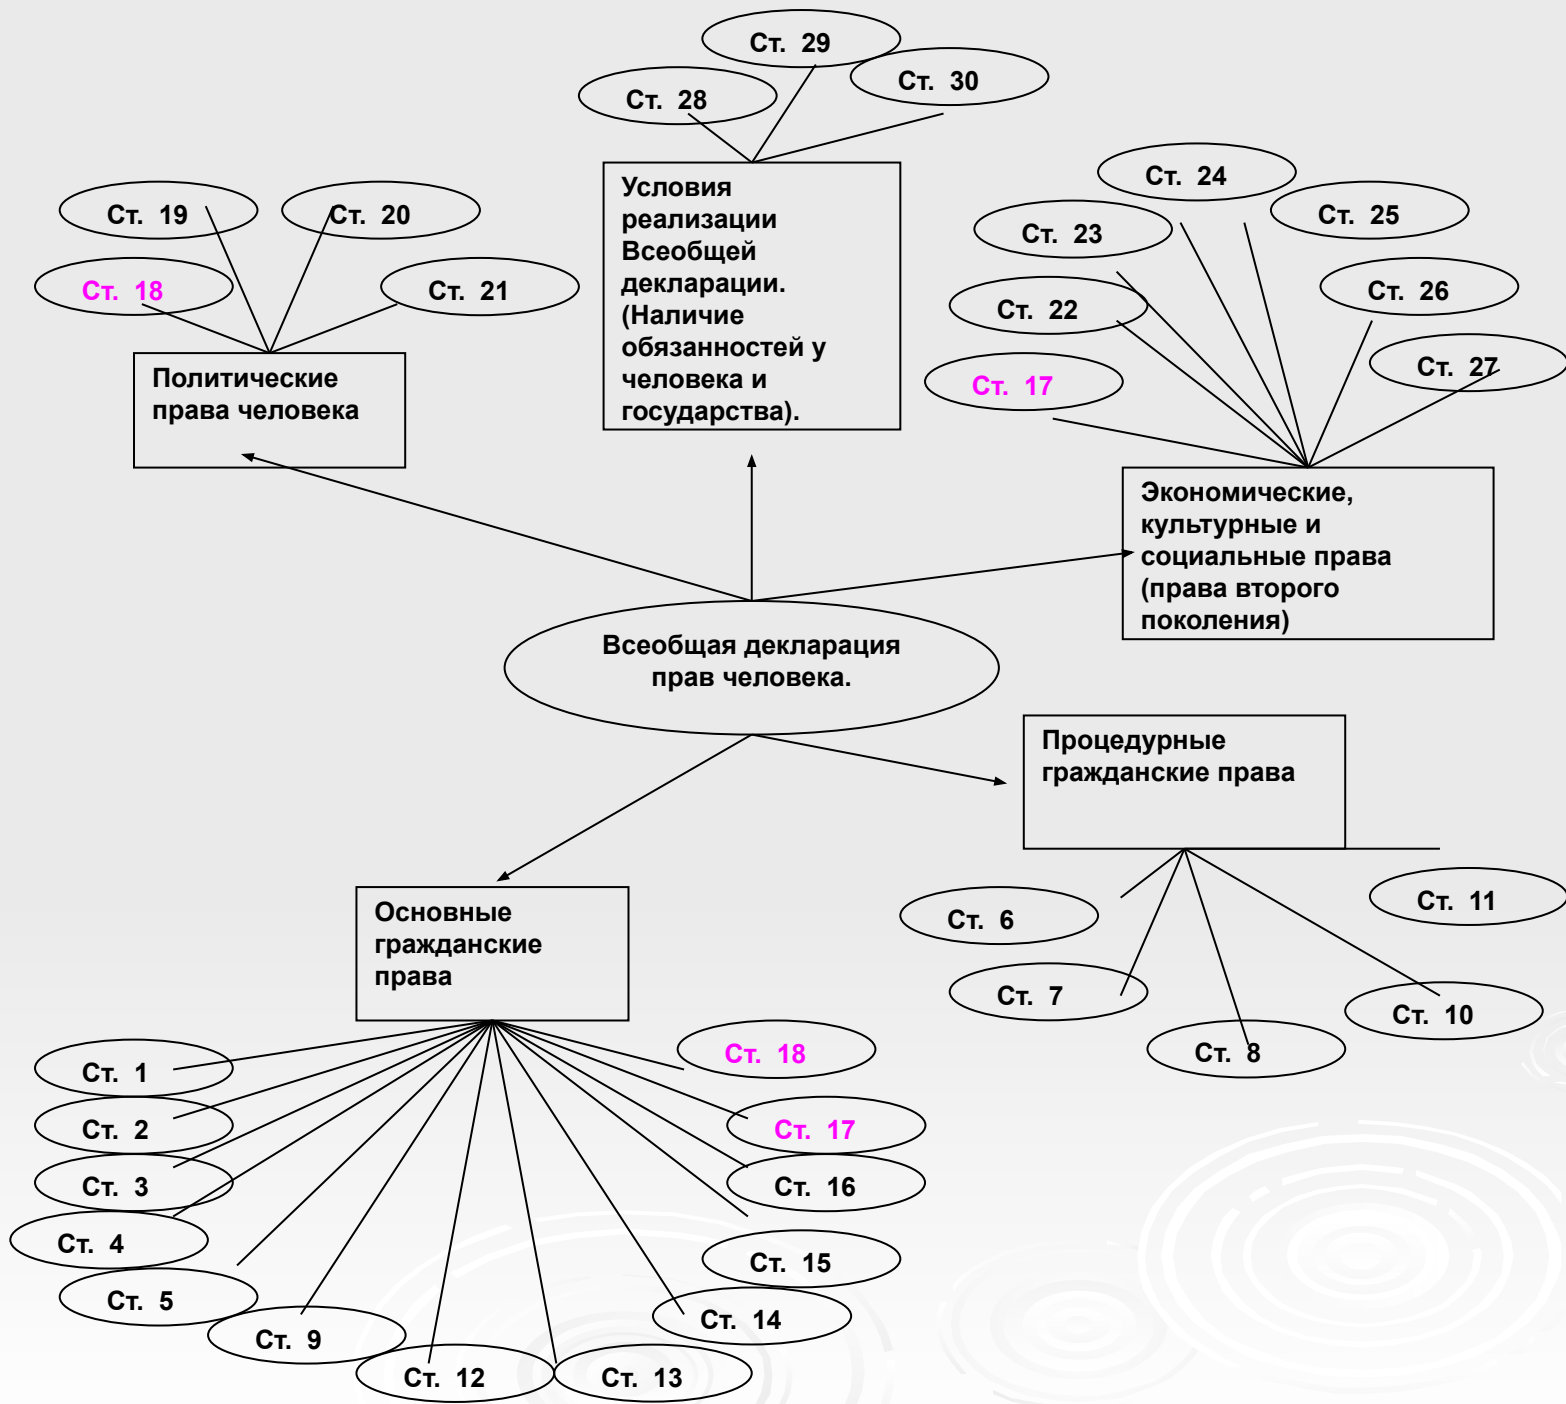 Ст. 29
Ст. 28
Ст. 30
Условия
реализации
Всеобщей
декларации.
(Наличие
обязанностей у
человека и
государства).
Ст. 19
Ст. 20
Ст. 18
Ст. 21
Политические
права человека
Ст. 24
Ст. 25
Ст. 23
Ст. 26
Ст. 22
Ст. 27
Ст. 17
Экономические,
культурные и
социальные права
(права второго
поколения)
Всеобщая декларация
прав человека.
Процедурные
гражданские права
Ст. 11
Ст. 6
Ст. 7
Ст. 10
Ст. 8
Основные
гражданские
права
Ст. 18
Ст. 1
Ст. 17
Ст. 2
Ст. 16
Ст. 3
Ст. 4
Ст. 15
Ст. 5
Ст. 14
Ст. 9
Ст. 12
Ст. 13